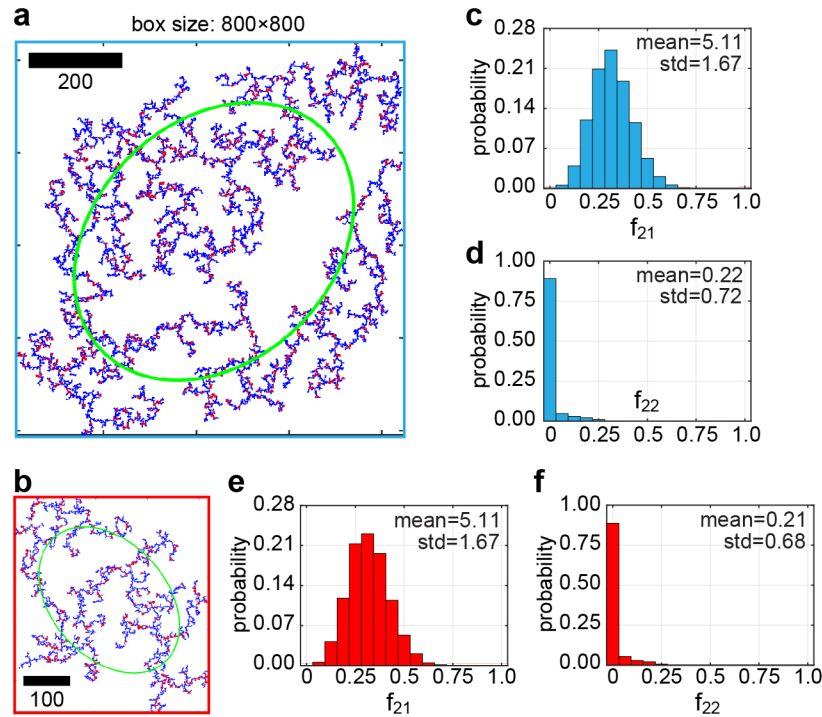 a
box size: 800×800
200
c
0.28
0.21
0.14
0.07
0.00
probability
mean=5.11
std=1.67
0
0.25
0.5
0.75
1.0
f21
d
1.00
0.75
0.50
0.25
0.00
probability
mean=0.22
std=0.72
f22
0
0.25
0.5
0.75
1.0
b
100
e
0.28
0.21
0.14
0.07
0.00
probability
mean=5.11
std=1.67
0
0.25
0.5
0.75
1.0
f21
f
1.00
0.75
0.50
0.25
0.00
probability
mean=0.21
std=0.68
0
0.25
0.5
0.75
1.0
f22